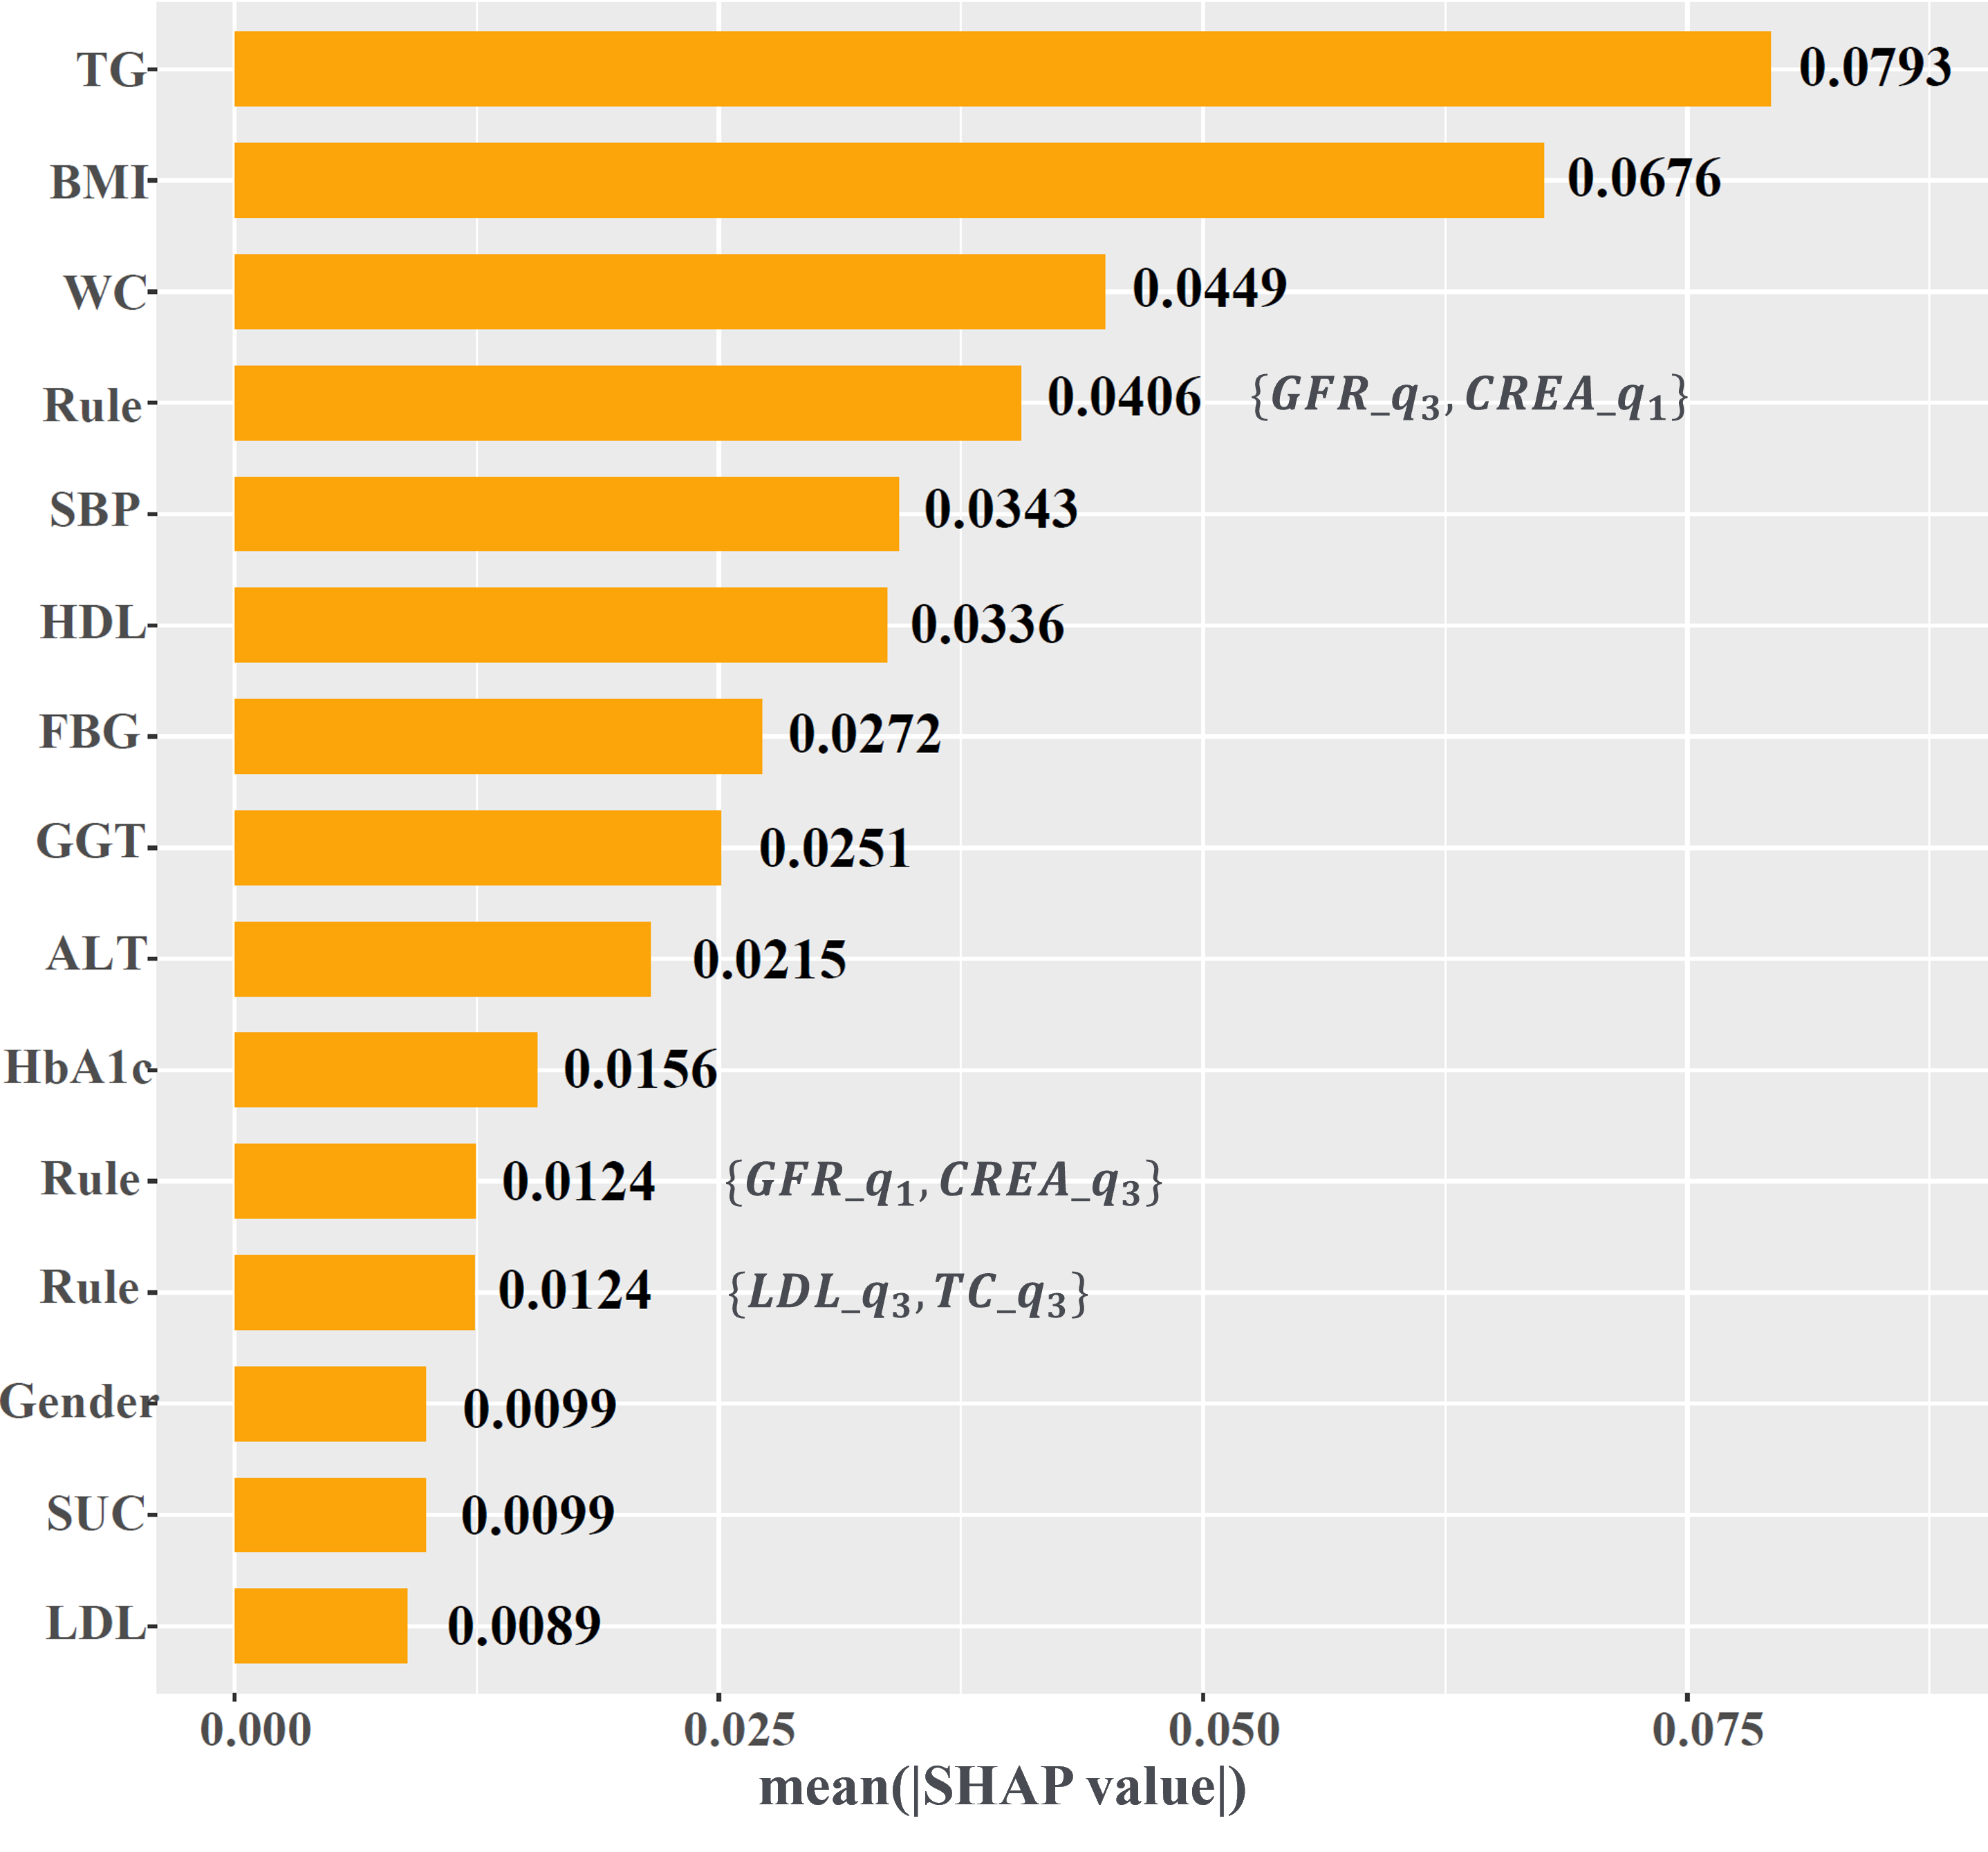 TG 0.0793
BMI 0.0676
WC 0.0449
Rule 0.0406 {GFR_q₃, CREA_q₁}
SBP 0.0343
HDL 0.0336
FBG 0.0272
GGT 0.0251
ALT 0.0215
HbA1c 0.0156
Rule 0.0124 {GFR_q₁, CREA_q₃}
Rule 0.0124 {LDL_q₃, TC_q₃}
Gender 0.0099
SUC 0.0099
LDL 0.0089
0.000 0.025 0.050 0.075
mean(|SHAP value|)